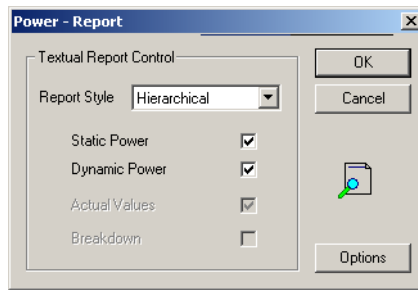 Power - Report
Textual Report Control
OK
Report Style Hierarchical
Cancel
Static Power
Dynamic Power
Actual Values
Breakdown
Options